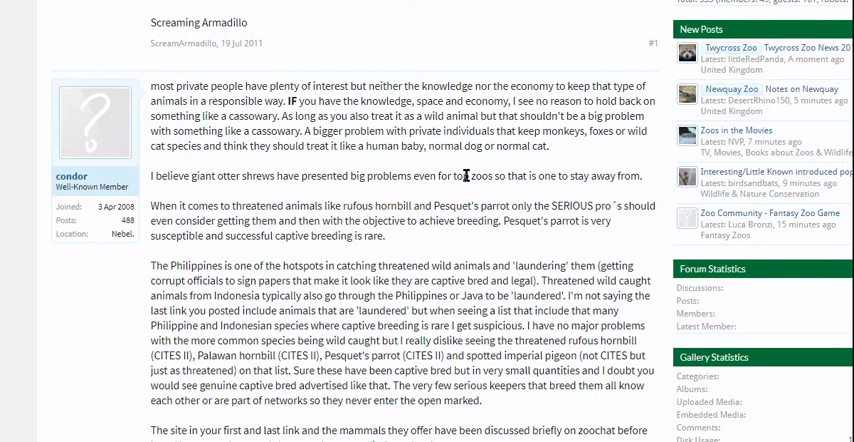 Screaming Armadillo
ScreamArmadillo, 19 Jul 2011
#1
condor
Well-Known Member
Joined: 3 Apr 2008
Posts: 488
Location: Nebel.
most private people have plenty of interest but neither the knowledge nor the economy to keep that type of
animals in a responsible way. IF you have the knowledge, space and economy, I see no reason to hold back on
something like a cassowary. As long as you also treat it as a wild animal but that shouldn't be a big problem
with something like a cassowary. A bigger problem with private individuals that keep monkeys, foxes or wild
cat species and think they should treat it like a human baby, normal dog or normal cat.
I believe giant otter shrews have presented big problems even for top zoos so that is one to stay away from.
When it comes to threatened animals like rufous hornbill and Pesquet's parrot only the SERIOUS pro´s should
even consider getting them and then with the objective to achieve breeding. Pesquet's parrot is very
susceptible and successful captive breeding is rare.
The Philippines is one of the hotspots in catching threatened wild animals and 'laundering' them (getting
corrupt officials to sign papers that make it look like they are captive bred and legal). Threatened wild caught
animals from Indonesia typically also go through the Philippines or Java to be 'laundered'. I'm not saying the
last link you posted include animals that are 'laundered' but when seeing a list that include that many
Philippine and Indonesian species where captive breeding is rare I get suspicious. I have no major problems
with the more common species being wild caught but I really dislike seeing the threatened rufous hornbill
(CITES II), Palawan hornbill (CITES II), Pesquet's parrot (CITES II) and spotted imperial pigeon (not CITES but
just as threatened) on that list. Sure these have been captive bred but in very small quantities and I doubt you
would see genuine captive bred advertised like that. The very few serious keepers that breed them all know
each other or are part of networks so they never enter the open marked.
The site in your first and last link and the mammals they offer have been discussed briefly on zoochat before
New Posts
Twycross Zoo Twycross Zoo News 20
Latest: littleRedPanda, A moment ago
United Kingdom
Newquay Zoo Notes on Newquay
Latest: DesertRhino150, 5 minutes ago
United Kingdom
Zoos in the Movies
Latest: NVP, 7 minutes ago
TV, Movies, Books about Zoos & Wildlife
Interesting/Little Known introduced pop
Latest: birdsandbats, 9 minutes ago
Wildlife & Nature Conservation
Zoo Community - Fantasy Zoo Game
Latest: Luca Bronzi, 15 minutes ago
Fantasy Zoos
Forum Statistics
Discussions:
Posts:
Members:
Latest Member:
Gallery Statistics
Categories:
Albums:
Uploaded Media:
Embedded Media:
Comments:
Disk Usage: